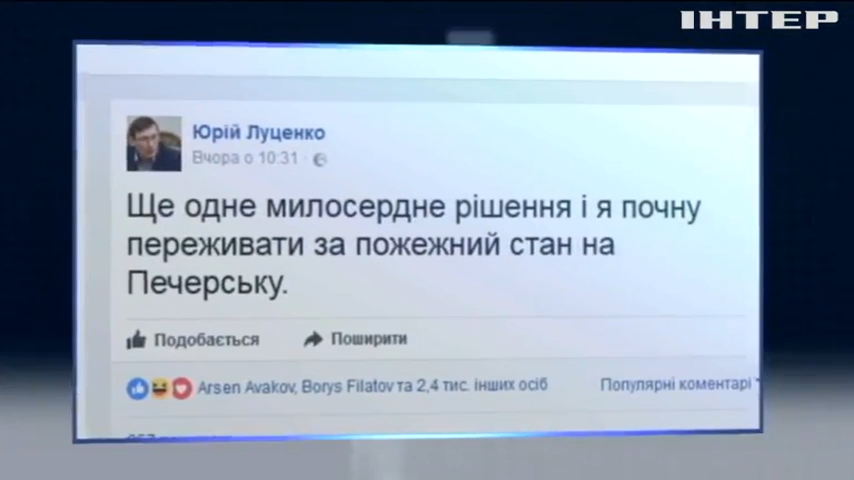 ІНТЕР
Юрій Луценко
Вчора о 10:31
Ще одне милосердне рішення і я почну
переживати за пожежний стан на
Печерську.
Подобається Поширити
Arsen Avakov, Borys Filatov та 2,4 тис. інших осіб Популярні коментарі